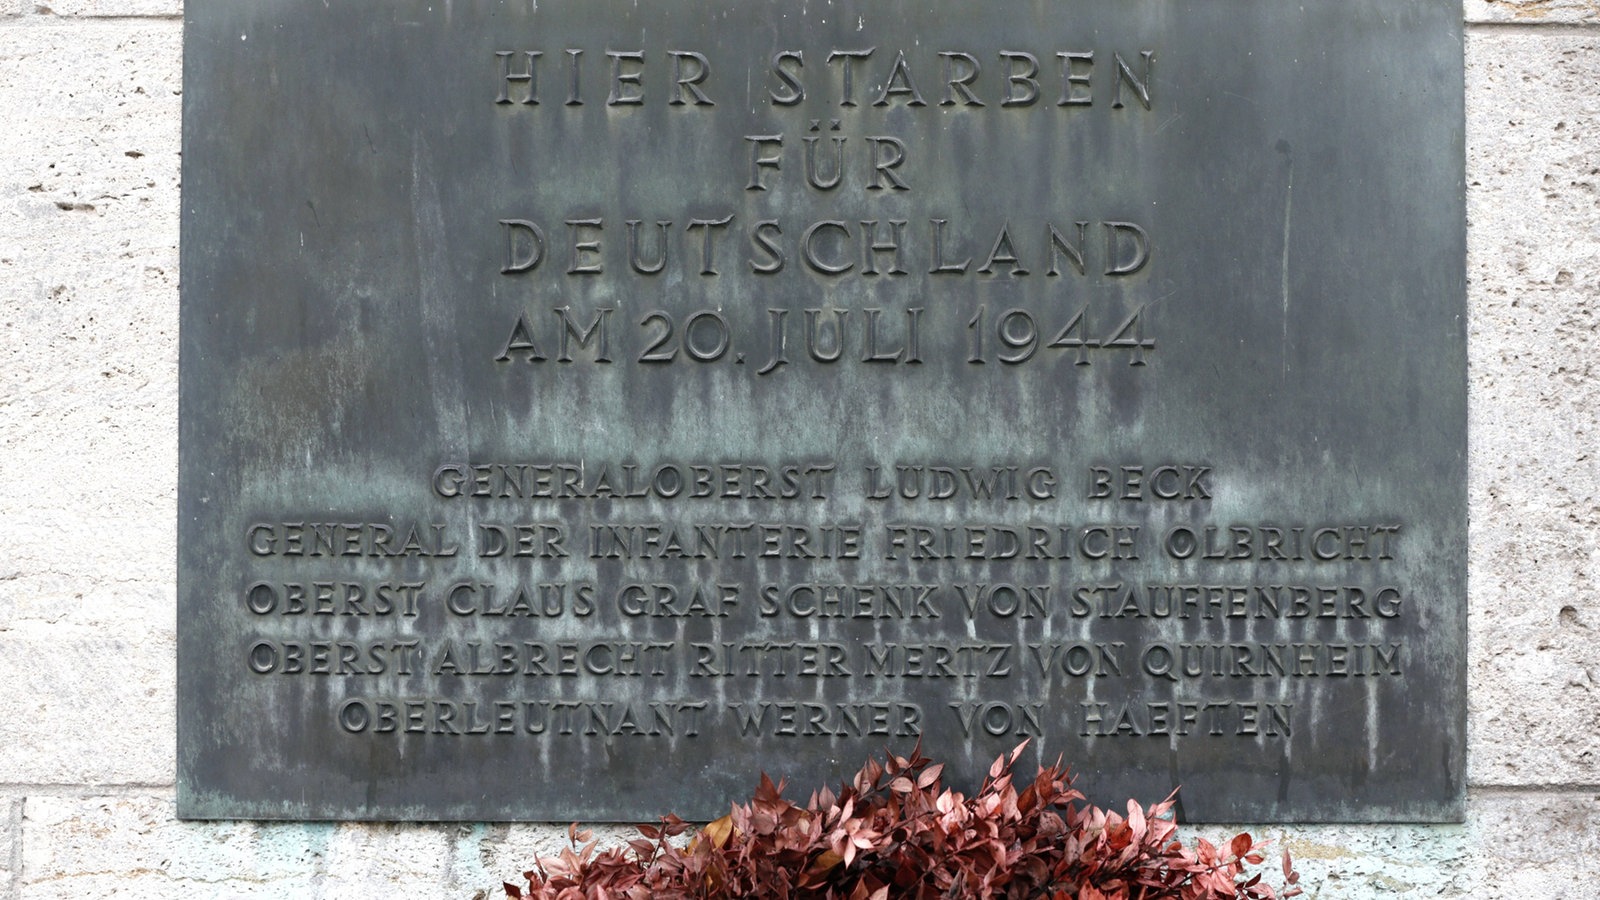 HIER STARBEN
FÜR
DEUTSCHLAND
AM 20. JULI 1944
GENERALOBERST LUDWIG BECK
GENERAL DER INFANTERIE FRIEDRICH OLBRICHT
OBERST CLAUS GRAF SCHENK VON STAUFFENBERG
OBERST ALBRECHT RITTER MERTZ VON QUIRNHEIM
OBERLEUTNANT WERNER VON HAEFTEN